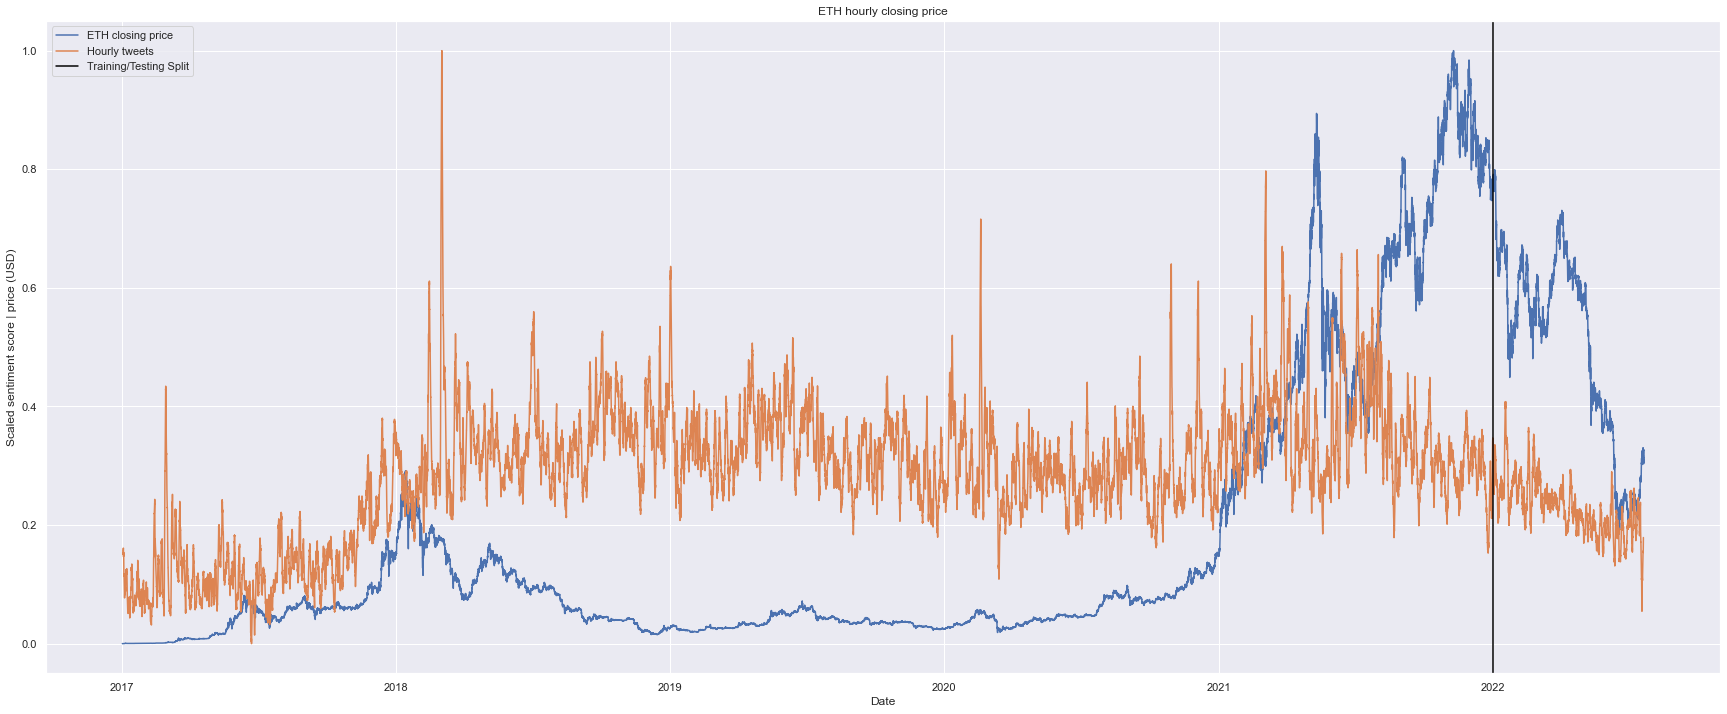 ETH hourly closing price
ETH closing price
Hourly tweets
Training/Testing Split
Scaled sentiment score | price (USD)
1.0
0.8
0.6
0.4
0.2
0.0
2017 2018 2019 2020 2021 2022
Date